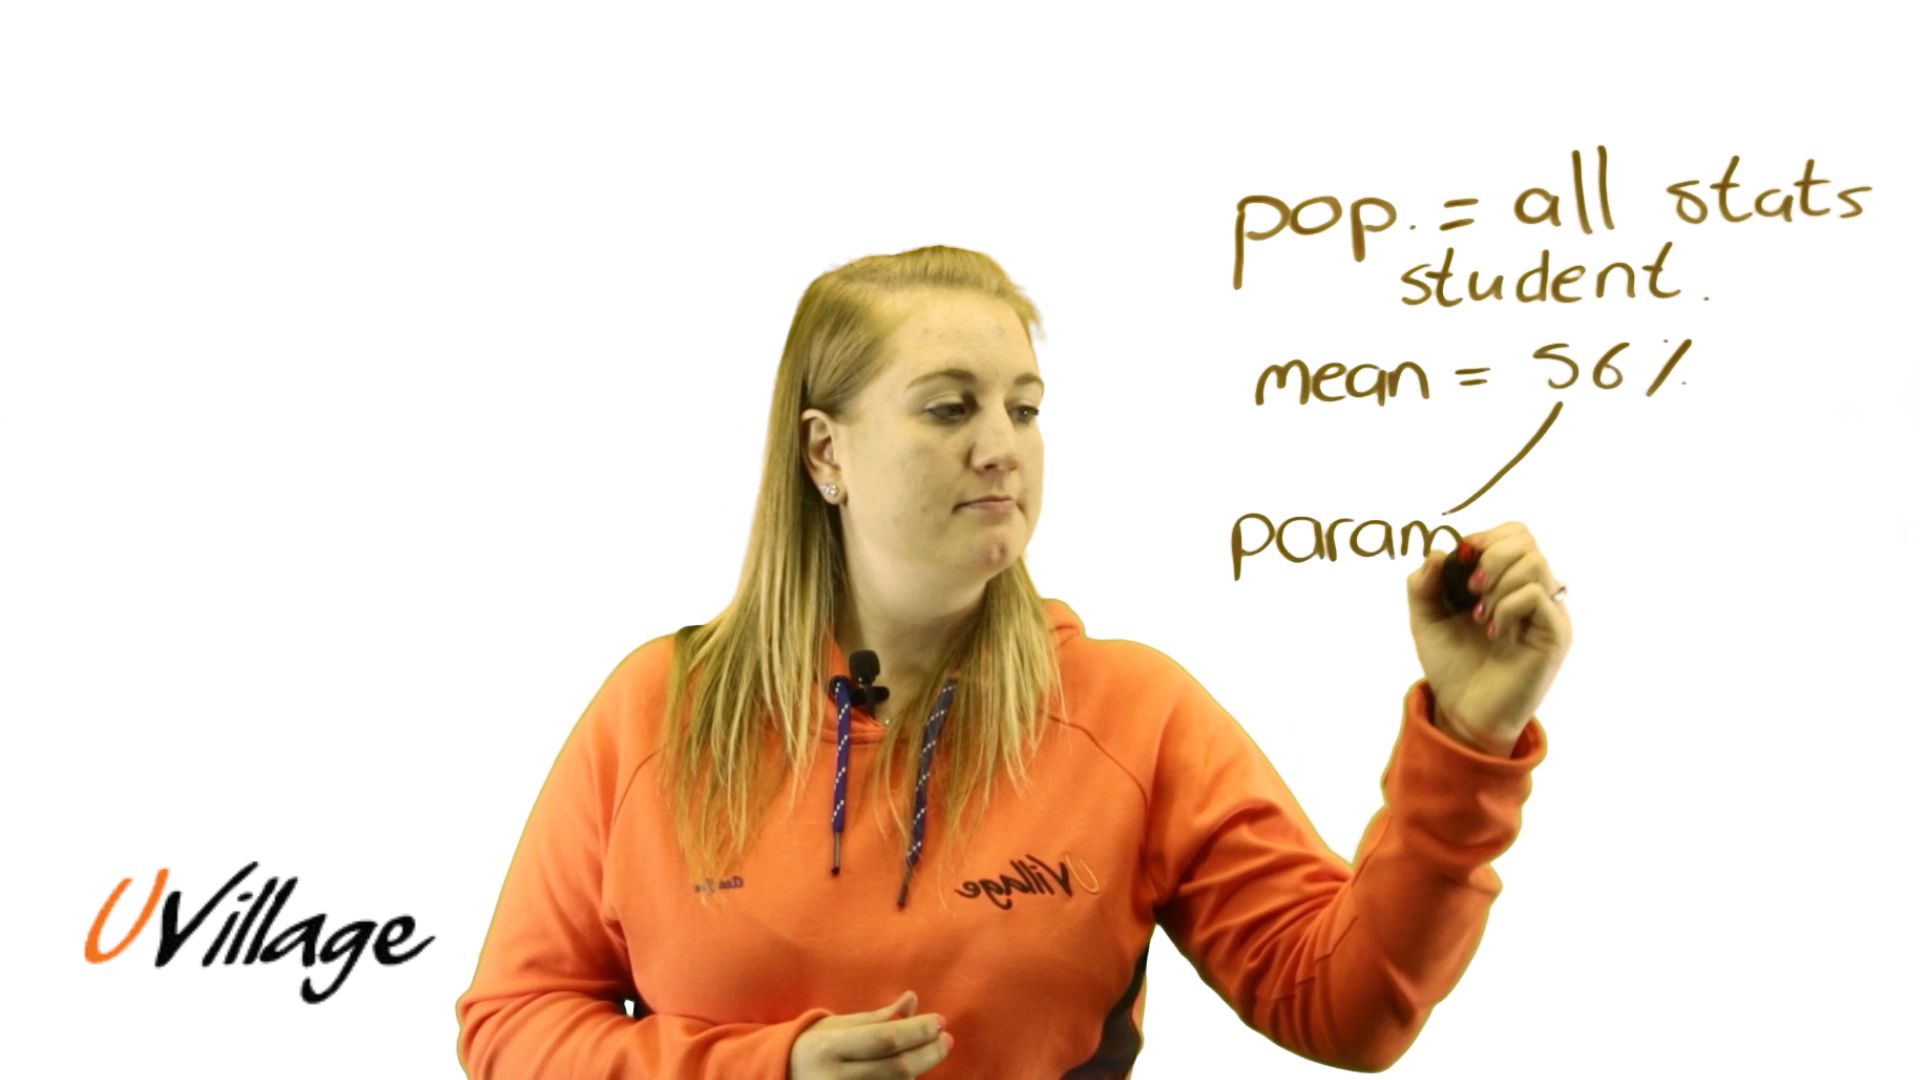 pop. = all stats
student.
mean = 56%
param
UVillage
UVillage